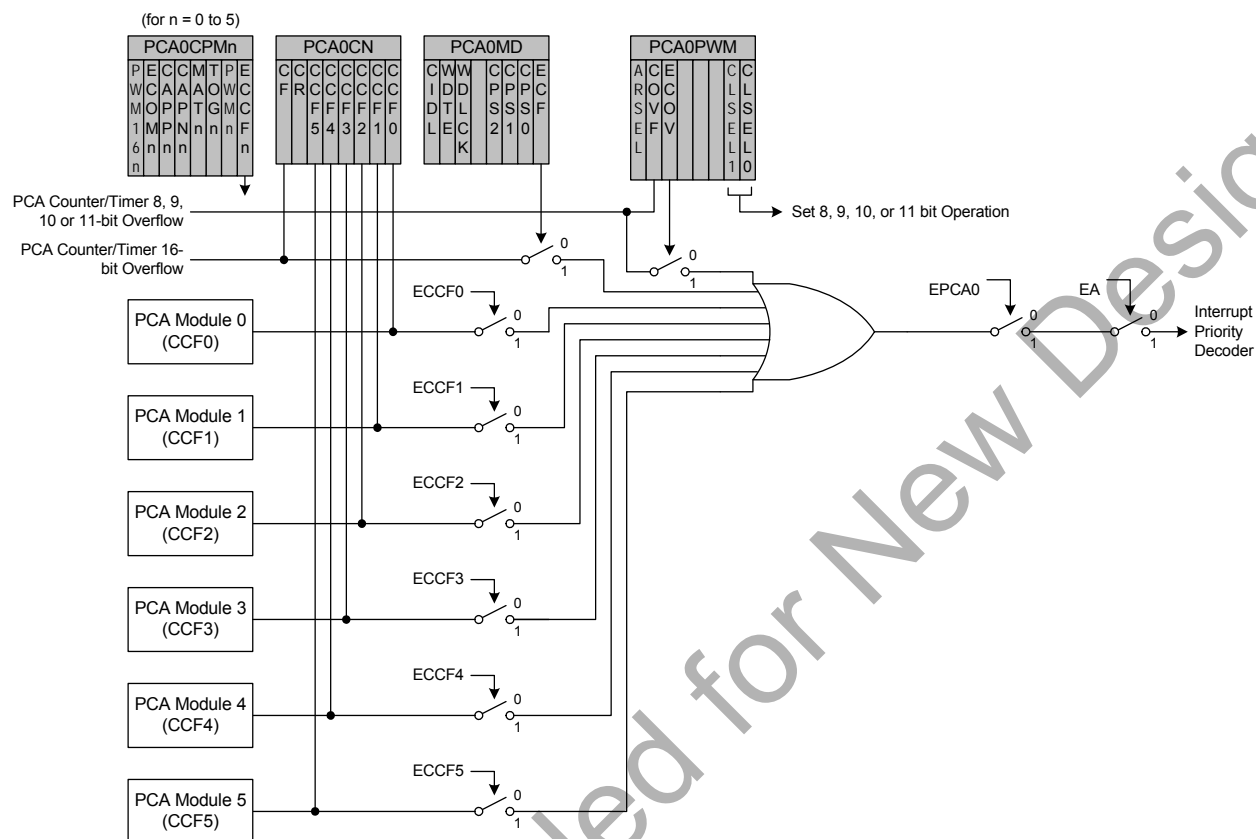 (for n = 0 to 5)
PCA0CPMn
PWM16n
ECOMn
CAPPn
CAPNn
MATn
TOGn
PWMn
ECCFn
PCA0CN
CF
CR
CCF5
CCF4
CCF3
CCF2
CCF1
CCF0
PCA0MD
CIDL
WDTE
WDLCK
CPS2
CPS1
CPS0
ECF
PCA0PWM
ARSEL
COVF
ECOV
CLSEL1
CLSEL0
PCA Counter/Timer 8, 9,
10 or 11-bit Overflow
Set 8, 9, 10, or 11 bit Operation
PCA Counter/Timer 16-
bit Overflow
0
1
0
1
PCA Module 0
(CCF0)
ECCF0
0
1
EPCA0
0
1
EA
0
1
Interrupt
Priority
Decoder
PCA Module 1
(CCF1)
ECCF1
0
1
PCA Module 2
(CCF2)
ECCF2
0
1
PCA Module 3
(CCF3)
ECCF3
0
1
PCA Module 4
(CCF4)
ECCF4
0
1
PCA Module 5
(CCF5)
ECCF5
0
1
for New Desig